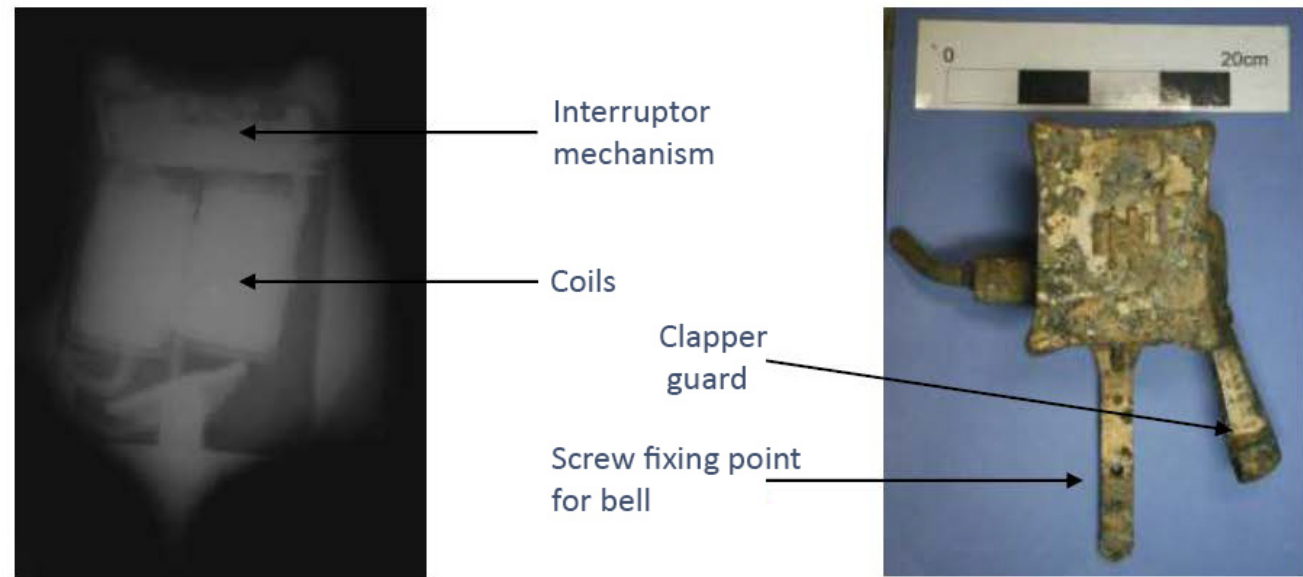 0
20cm
Interruptor
mechanism
Coils
Clapper
guard
Screw fixing point
for bell